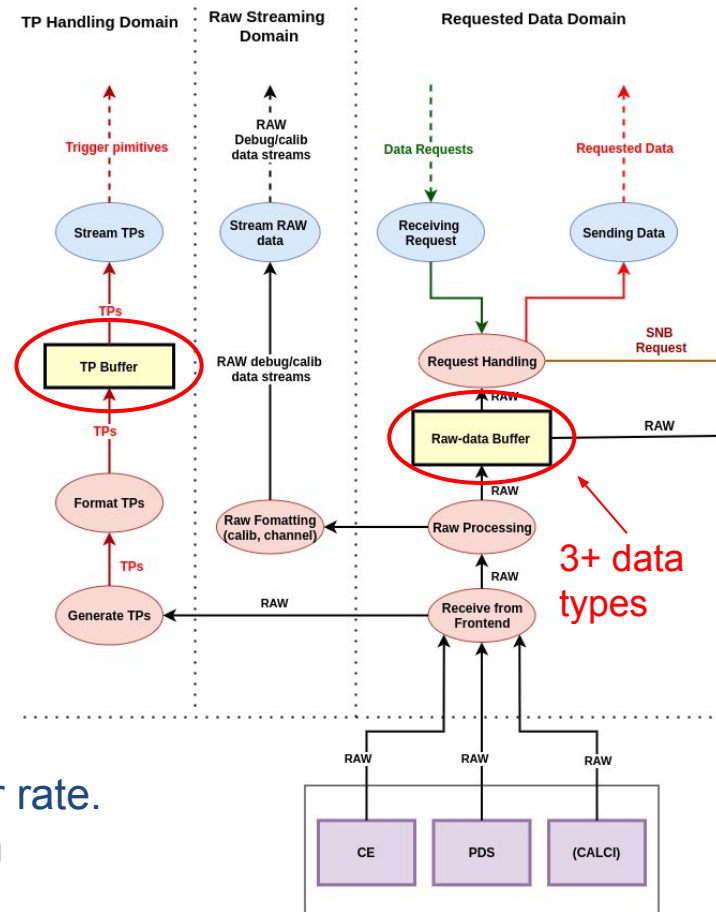 TP Handling Domain
Raw Streaming
Domain
Requested Data Domain
Trigger pimitives
RAW
Debug/calib
data streams
Data Requests
Requested Data
Stream TPs
Stream RAW
data
Receiving
Request
Sending Data
TPs
SNB
Request
TP Buffer
RAW debug/calib
data streams
Request Handling
RAW
TPs
Raw-data Buffer
RAW
RAW
Format TPs
Raw Fomatting
(calib, channel)
Raw Processing
3+ data
types
TPs
RAW
Generate TPs
RAW
Receive from
Frontend
RAW
RAW
RAW
r rate.
CE
PDS
(CALCI)